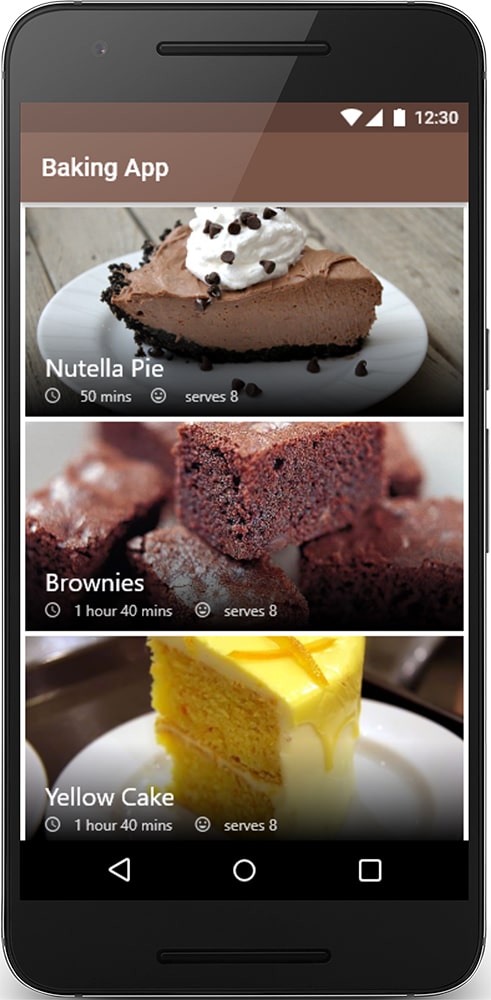 12:30
Baking App
Nutella Pie
50 mins serves 8
Brownies
1 hour 40 mins serves 8
Yellow Cake
1 hour 40 mins serves 8